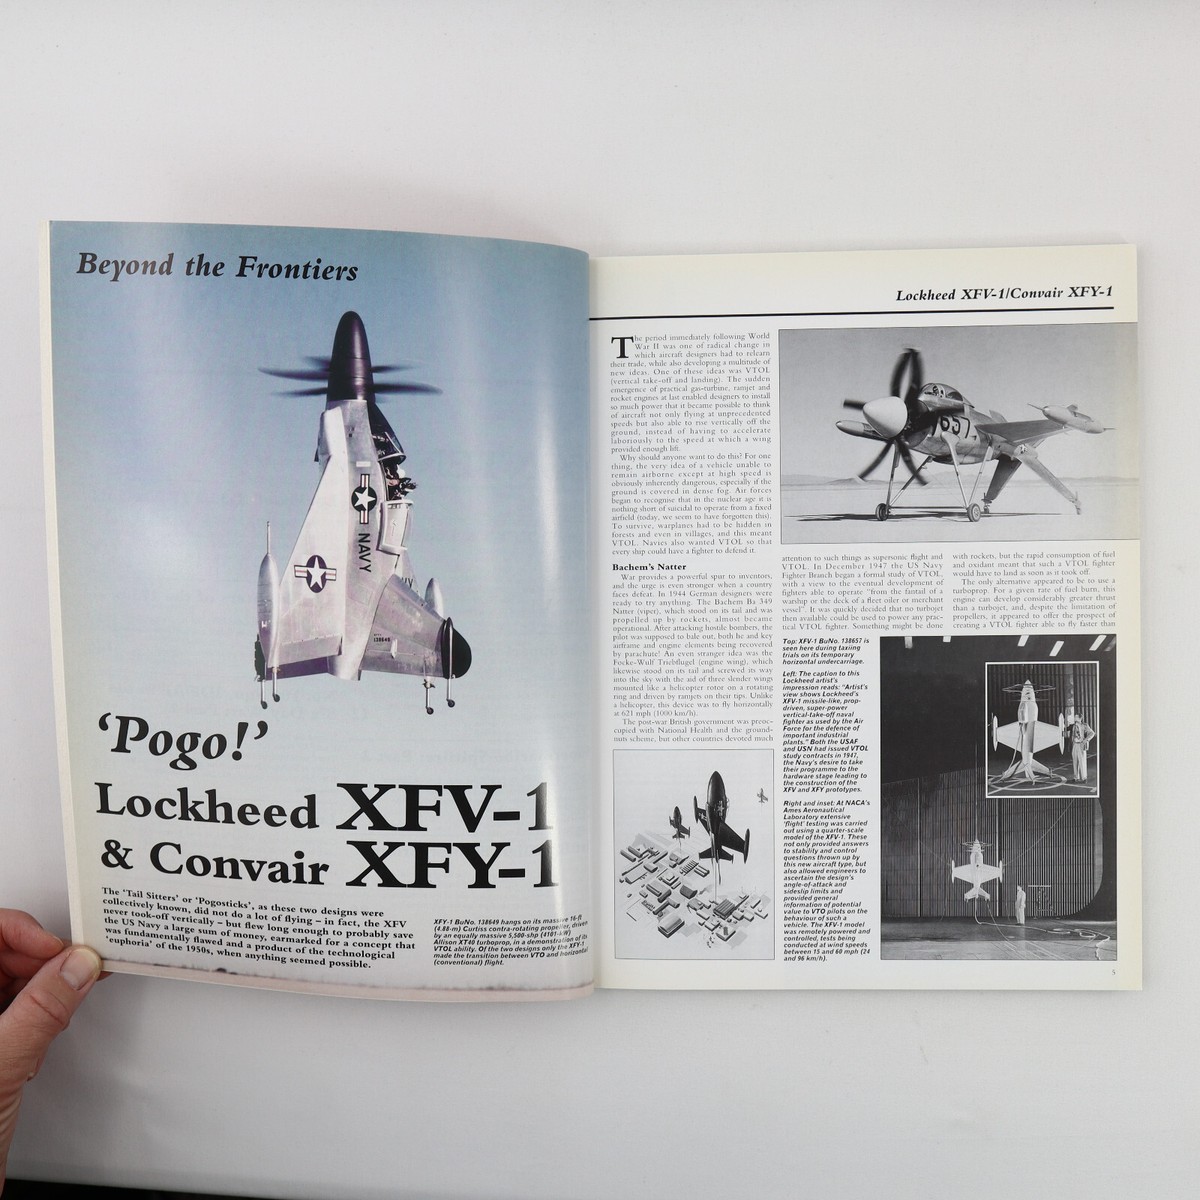 Beyond the Frontiers
NAVY
138649
'Pogo!'
Lockheed XFV-1
& Convair XFY-1
The 'Tail Sitters' or 'Pogosticks', as these two designs were
collectively known, did not do a lot of flying – in fact, the XFV
never took-off vertically – but flew long enough to probably save
the US Navy a large sum of money, earmarked for a concept that
was fundamentally flawed and a product of the technological
'euphoria' of the 1950s, when anything seemed possible.
XFY-1 BuNo. 138649 hangs on its massive 16-ft
(4.88-m) Curtiss contra-rotating propeller, driven
by an equally massive 5,500-shp (4101-kW)
Allison XT40 turboprop, in a demonstration of its
VTOL ability. Of the two designs only the XFY-1
made the transition between VTO and horizontal
(conventional) flight.
Lockheed XFV-1/Convair XFY-1
The period immediately following World
War II was one of radical change in
which aircraft designers had to relearn
their trade, while also developing a multitude of
new ideas. One of these ideas was VTOL
(vertical take-off and landing). The sudden
emergence of practical gas-turbine, ramjet and
rocket engines at last enabled designers to install
so much power that it became possible to think
of aircraft not only flying at unprecedented
speeds but also able to rise vertically off the
ground, instead of having to accelerate
laboriously to the speed at which a wing
provided enough lift.
Why should anyone want to do this? For one
thing, the very idea of a vehicle unable to
remain airborne except at high speed is
obviously inherently dangerous, especially if the
ground is covered in dense fog. Air forces
began to recognise that in the nuclear age it is
nothing short of suicidal to operate from a fixed
airfield (today, we seem to have forgotten this).
To survive, warplanes had to be hidden in
forests and even in villages, and this meant
VTOL. Navies also wanted VTOL so that
every ship could have a fighter to defend it.
Bachem's Natter
War provides a powerful spur to inventors,
and the urge is even stronger when a country
faces defeat. In 1944 German designers were
ready to try anything. The Bachem Ba 349
Natter (viper), which stood on its tail and was
propelled up by rockets, almost became
operational. After attacking hostile bombers, the
pilot was supposed to bale out, both he and key
airframe and engine elements being recovered
by parachute! An even stranger idea was the
Focke-Wulf Triebflugel (engine wing), which
likewise stood on its tail and screwed its way
into the sky with the aid of three slender wings
mounted like a helicopter rotor on a rotating
ring and driven by ramjets on their tips. Unlike
a helicopter, this device was to fly horizontally
at 621 mph (1000 km/h).
The post-war British government was preoc-
cupied with National Health and the ground-
nuts scheme, but other countries devoted much
657
attention to such things as supersonic flight and
VTOL. In December 1947 the US Navy
Fighter Branch began a formal study of VTOL,
with a view to the eventual development of
fighters able to operate "from the fantail of a
warship or the deck of a fleet oiler or merchant
vessel". It was quickly decided that no turbojet
then available could be used to power any prac-
tical VTOL fighter. Something might be done
with rockets, but the rapid consumption of fuel
and oxidant meant that such a VTOL fighter
would have to land as soon as it took off.
The only alternative appeared to be to use a
turboprop. For a given rate of fuel burn, this
engine can develop considerably greater thrust
than a turbojet, and, despite the limitation of
propellers, it appeared to offer the prospect of
creating a VTOL fighter able to fly faster than
Top: XFV-1 BuNo. 138657 is
seen here during taxiing
trials on its temporary
horizontal undercarriage.
Left: The caption to this
Lockheed artist's
impression reads: "Artist's
view shows Lockheed's
XFV-1 missile-like, prop-
driven, super-power
vertical-take-off naval
fighter as used by the Air
Force for the defence of
important industrial
plants." Both the USAF
and USN had issued VTOL
study contracts in 1947,
the Navy's desire to take
their programme to the
hardware stage leading to
the construction of the
XFV and XFY prototypes.
Right and inset: At NACA's
Ames Aeronautical
Laboratory extensive
'flight' testing was carried
out using a quarter-scale
model of the XFV-1. These
not only provided answers
to stability and control
questions thrown up by
this new aircraft type, but
also allowed engineers to
ascertain the design's
angle-of-attack and
sideslip limits and
provided general
information of potential
value to VTO pilots on the
behaviour of such a
vehicle. The XFV-1 model
was remotely powered and
controlled, tests being
conducted at wind speeds
between 15 and 60 mph (24
and 96 km/h).
5